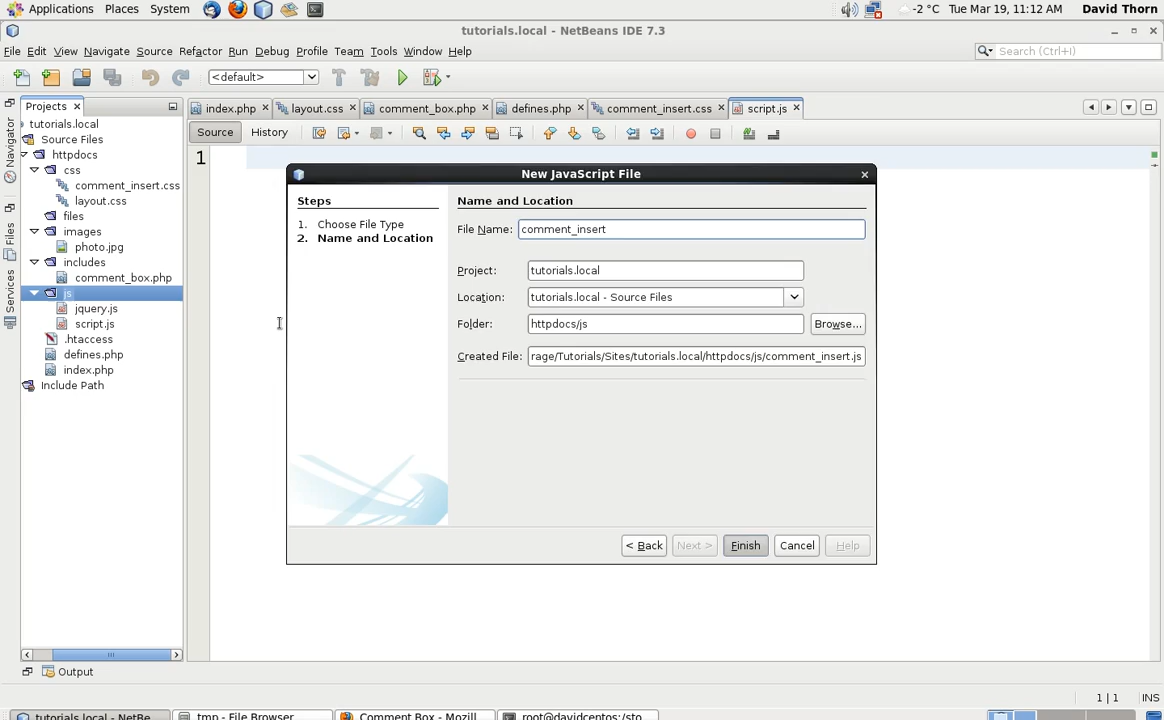 Applications Places System -2 °C Tue Mar 19, 11:12 AM David Thorn
tutorials.local - NetBeans IDE 7.3
File Edit View Navigate Source Refactor Run Debug Profile Team Tools Window Help Search (Ctrl+I)
<default>
Projects index.php layout.css comment_box.php defines.php comment_insert.css script.js
Navigator
Files
Services
tutorials.local
Source Files
httpdocs
css
comment_insert.css
layout.css
files
images
photo.jpg
includes
comment_box.php
js
jquery.js
script.js
.htaccess
defines.php
index.php
Include Path
Source History
1
New JavaScript File
Steps
1. Choose File Type
2. Name and Location
Name and Location
File Name: comment_insert
Project: tutorials.local
Location: tutorials.local - Source Files
Folder: httpdocs/js Browse...
Created File: rage/Tutorials/Sites/tutorials.local/httpdocs/js/comment_insert.js
< Back Next > Finish Cancel Help
Output
1 | 1 INS
tutorials.local - NetBe... tmp - File Browser Comment Box - Mozill... root@davidcentos:/sto...